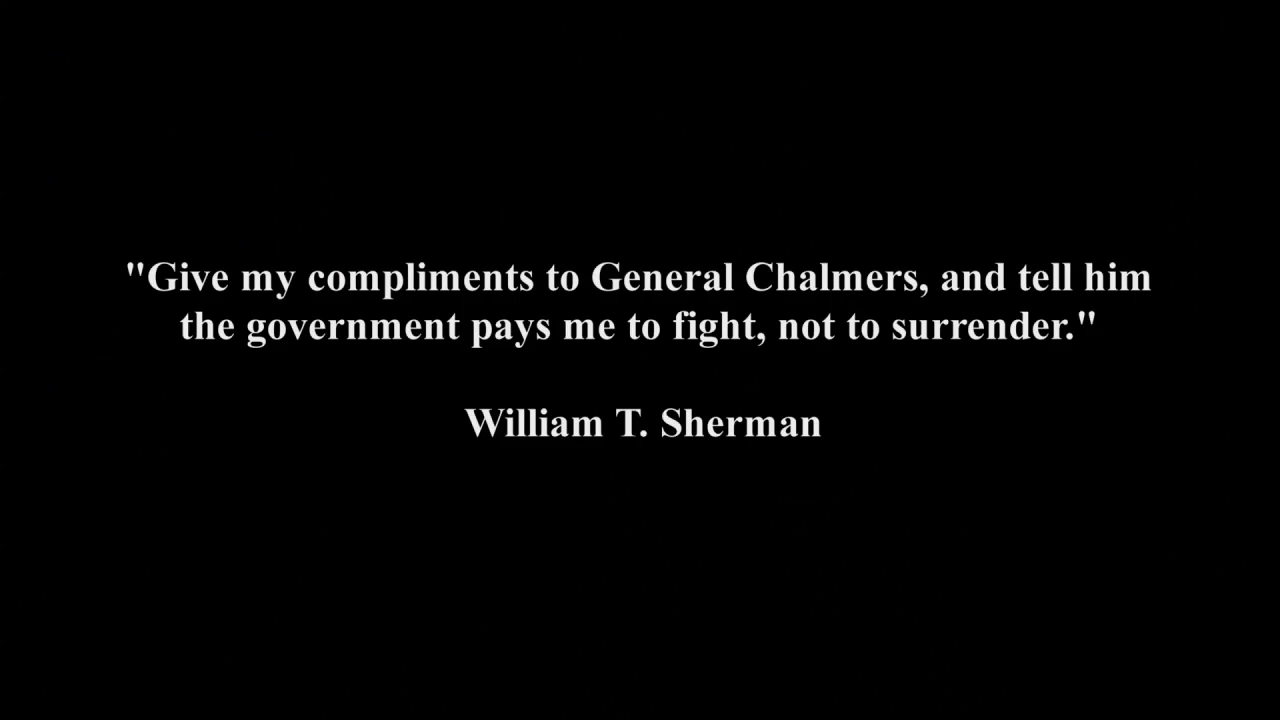 "Give my compliments to General Chalmers, and tell him
the government pays me to fight, not to surrender."
William T. Sherman